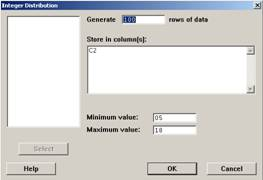 Integer Distribution
Generate 100 rows of data
Store in column(s):
C2
Minimum value: 05
Maximum value: 18
Select
Help OK Cancel